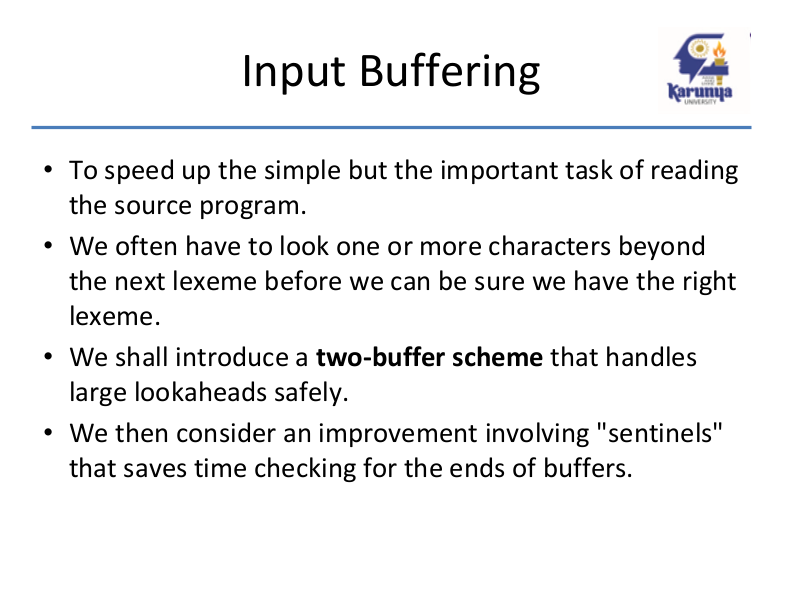 Input Buffering
Karunya
UNIVERSITY
• To speed up the simple but the important task of reading
the source program.
• We often have to look one or more characters beyond
the next lexeme before we can be sure we have the right
lexeme.
• We shall introduce a two-buffer scheme that handles
large lookaheads safely.
• We then consider an improvement involving "sentinels"
that saves time checking for the ends of buffers.